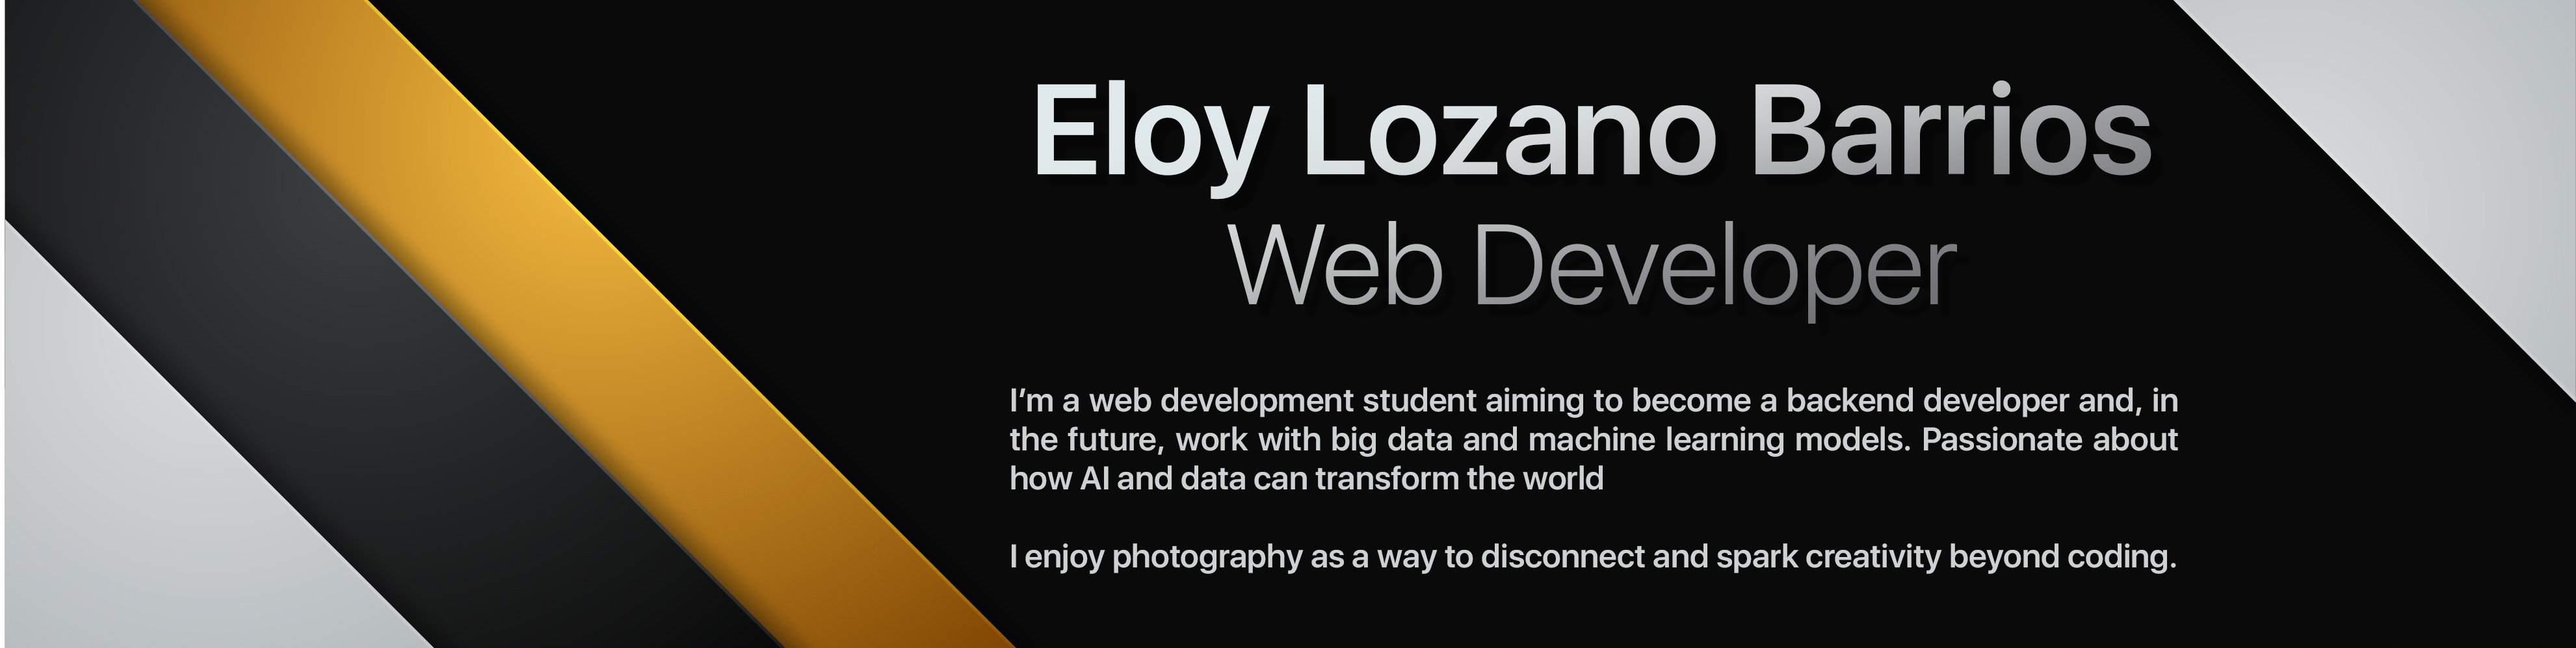 Eloy Lozano Barrios
Web Developer
I’m a web development student aiming to become a backend developer and, in
the future, work with big data and machine learning models. Passionate about
how AI and data can transform the world
I enjoy photography as a way to disconnect and spark creativity beyond coding.